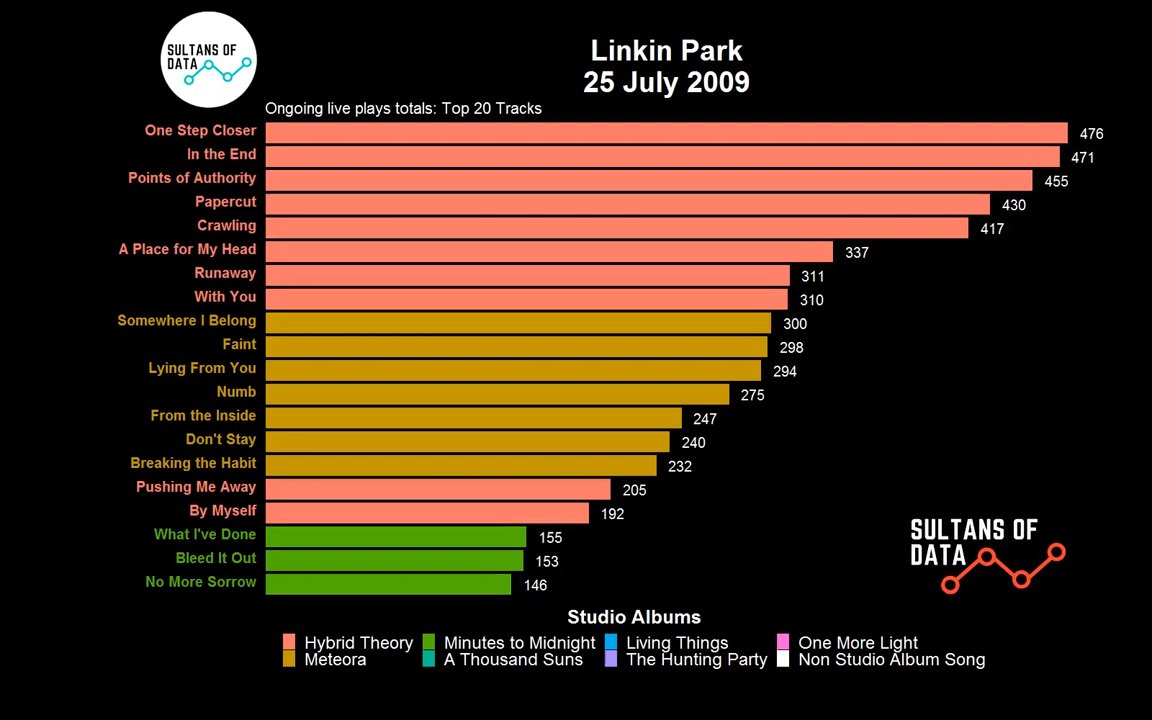 SULTANS OF
DATA
Linkin Park
25 July 2009
Ongoing live plays totals: Top 20 Tracks
One Step Closer 476
In the End 471
Points of Authority 455
Papercut 430
Crawling 417
A Place for My Head 337
Runaway 311
With You 310
Somewhere I Belong 300
Faint 298
Lying From You 294
Numb 275
From the Inside 247
Don't Stay 240
Breaking the Habit 232
Pushing Me Away 205
By Myself 192
What I've Done 155
Bleed It Out 153
No More Sorrow 146
SULTANS OF
DATA
Studio Albums
Hybrid Theory Minutes to Midnight Living Things One More Light
Meteora A Thousand Suns The Hunting Party Non Studio Album Song